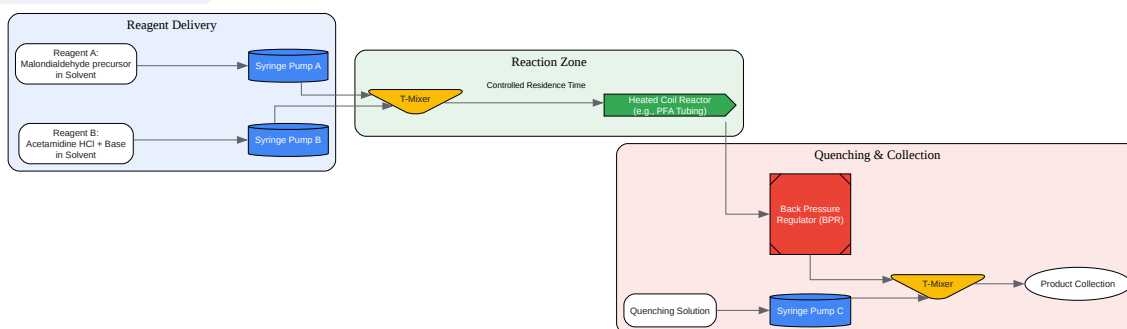 Reagent Delivery
Reagent A:
Malondialdehyde precursor
in Solvent
Syringe Pump A
Reagent B:
Acetamidine HCl + Base
in Solvent
Syringe Pump B
Reaction Zone
T-Mixer
Controlled Residence Time
Heated Coil Reactor
(e.g., PFA Tubing)
Quenching & Collection
Back Pressure
Regulator (BPR)
Quenching Solution
Syringe Pump C
T-Mixer
Product Collection